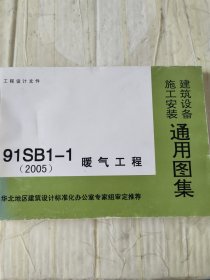 工程设计文件
91SB1-1
(2005)
暖气工程
建筑设备
施工安装
通用图集
华北地区建筑设计标准化办公室专家组审定推荐